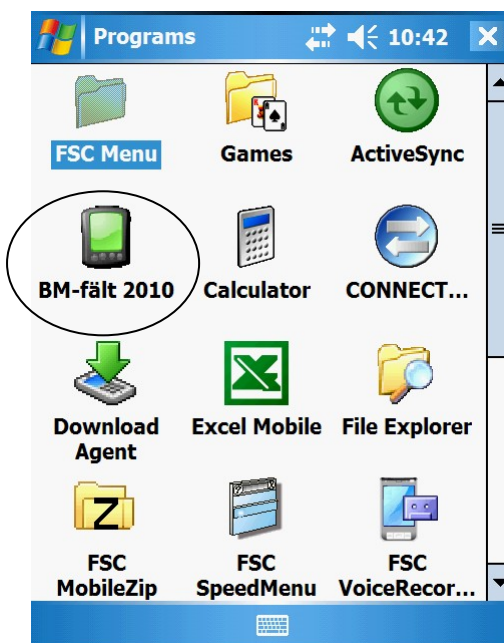 Programs 10:42
FSC Menu Games ActiveSync
BM-fält 2010 Calculator CONNECT...
Download Agent Excel Mobile File Explorer
Z
FSC MobileZip FSC SpeedMenu FSC VoiceRecor...